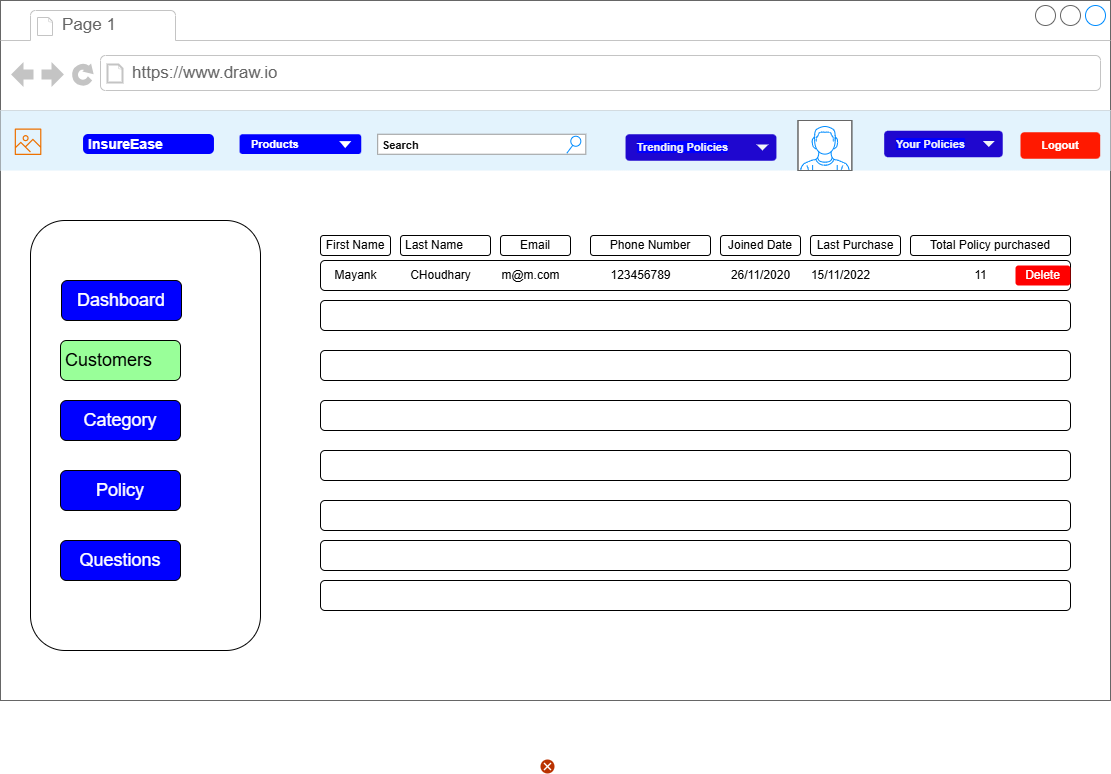 Page 1
https://www.draw.io
InsureEase
Products
Search
Trending Policies
Your Policies
Logout
Dashboard
Customers
Category
Policy
Questions
First Name Last Name Email Phone Number Joined Date Last Purchase Total Policy purchased
Mayank CHoudhary m@m.com 123456789 26/11/2020 15/11/2022 11 Delete